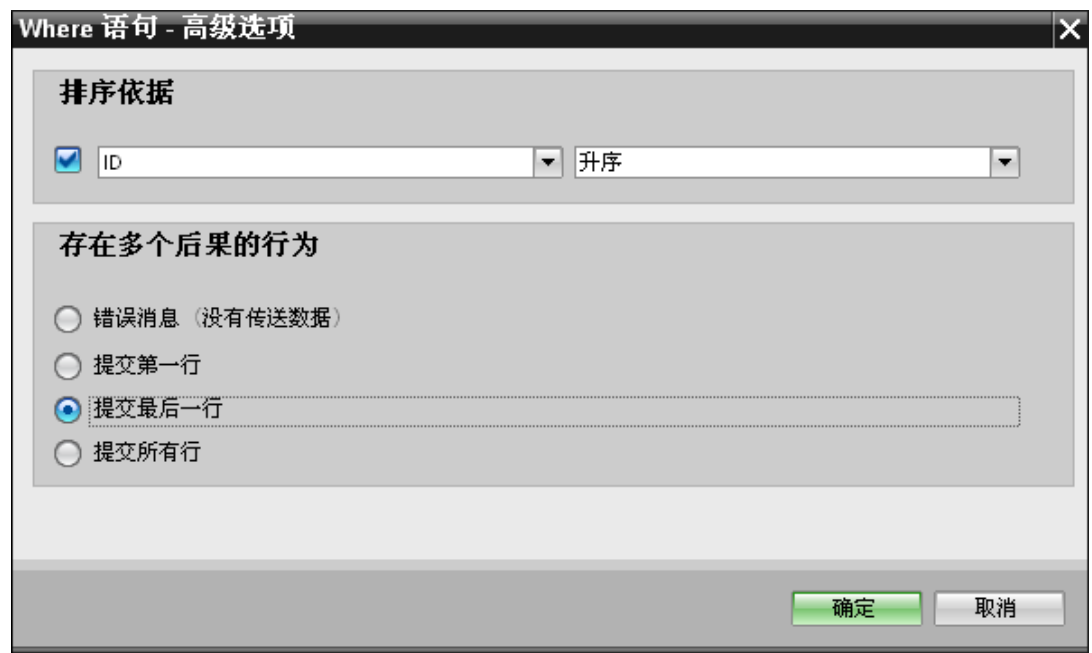 Where 语句 - 高级选项
排序依据
ID 升序
存在多个后果的行为
错误消息（没有传送数据）
提交第一行
提交最后一行
提交所有行
确定 取消